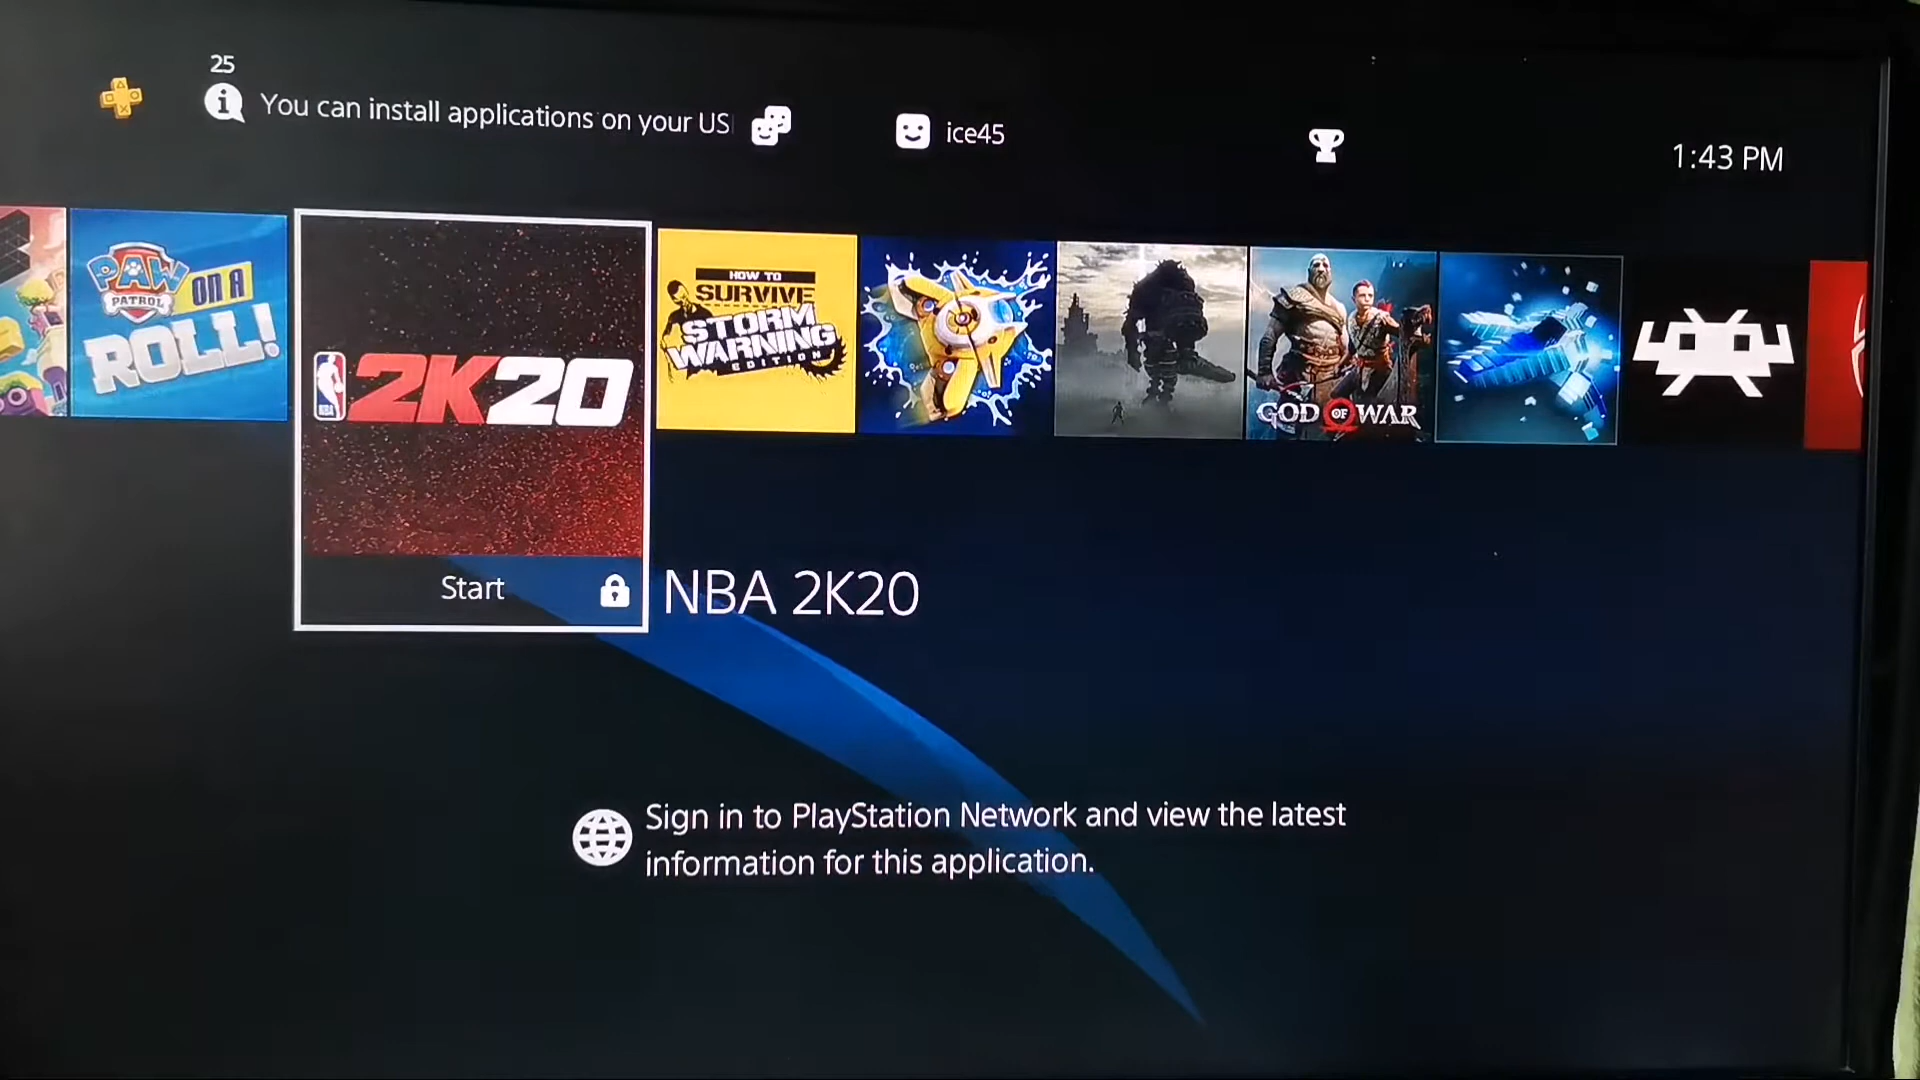 25
You can install applications on your US
ice45
1:43 PM
PAW
PATROL
ON A
ROLL!
NBA
2K20
HOW TO
SURVIVE
STORM
WARNING
EDITION
GOD OF WAR
Start
NBA 2K20
Sign in to PlayStation Network and view the latest
information for this application.